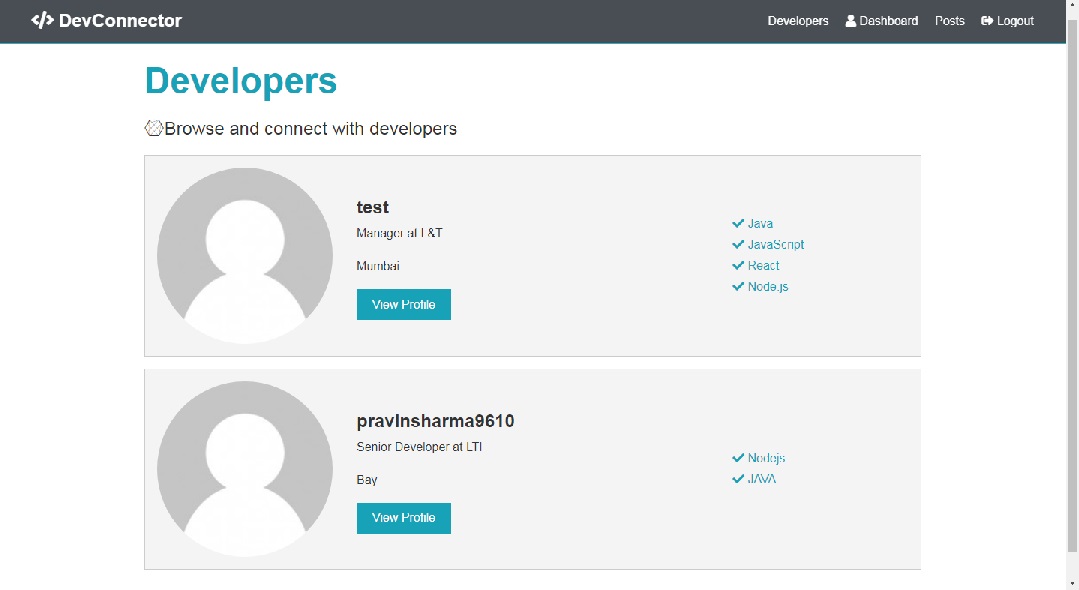 </> DevConnector
Developers Dashboard Posts Logout
Developers
Browse and connect with developers
test
Manager at L&T
Mumbai
View Profile
Java
JavaScript
React
Node.js
pravinsharma9610
Senior Developer at LTI
Bay
View Profile
Nodejs
JAVA